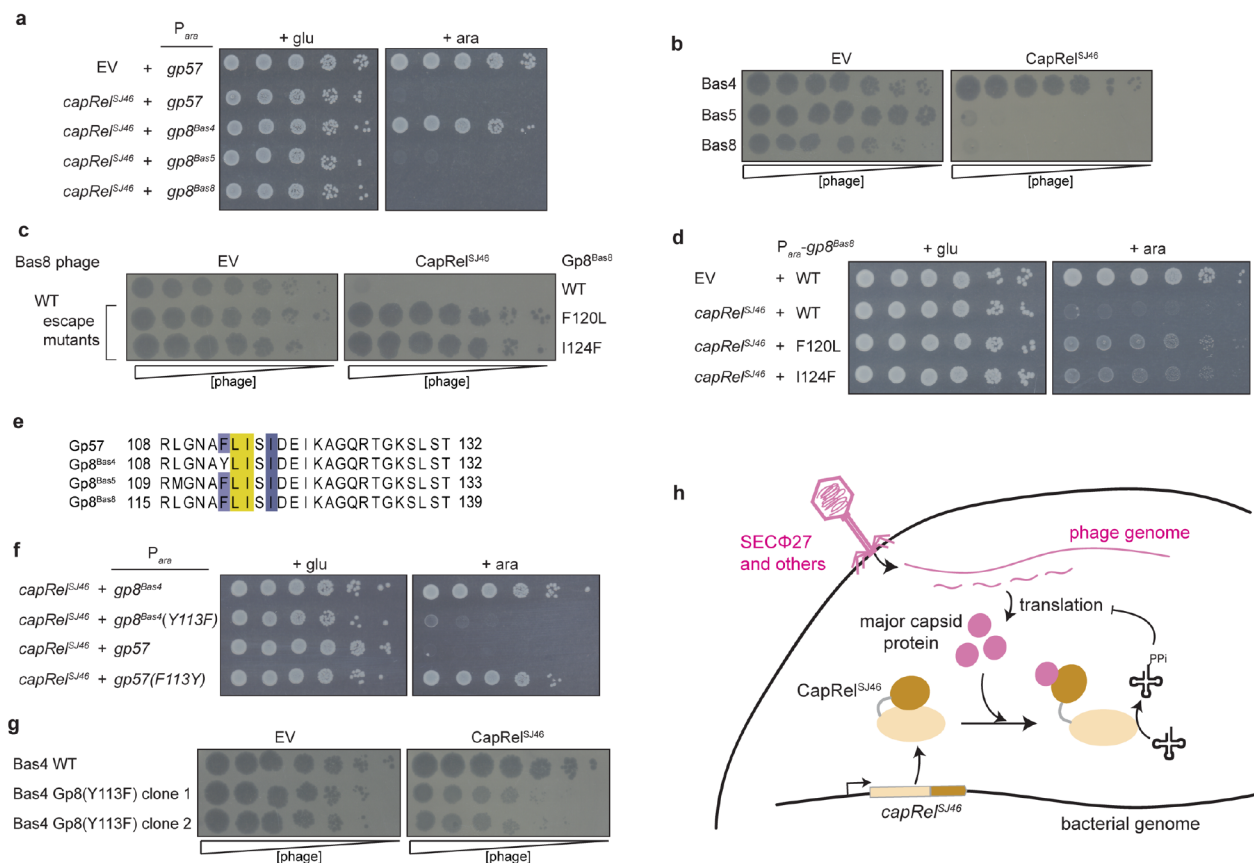 a
P_ara
+ glu
+ ara
EV + gp57
capRel^SJ46 + gp57
capRel^SJ46 + gp8^Bas4
capRel^SJ46 + gp8^Bas5
capRel^SJ46 + gp8^Bas8
b
EV
CapRel^SJ46
Bas4
Bas5
Bas8
[phage]
[phage]
c
Bas8 phage
EV
CapRel^SJ46
Gp8^Bas8
WT
WT
escape
mutants
F120L
I124F
[phage]
[phage]
d
P_ara-gp8^Bas8
+ glu
+ ara
EV + WT
capRel^SJ46 + WT
capRel^SJ46 + F120L
capRel^SJ46 + I124F
e
Gp57 108 RLGNAFLISIDEIKAGQRTGKSLST 132
Gp8^Bas4 108 RLGNAYLISIDEIKAGQRTGKSLST 132
Gp8^Bas5 109 RMGNAFLISIDEIKAGQRTGKSLST 133
Gp8^Bas8 115 RLGNAFLISIDEIKAGQRTGKSLST 139
f
P_ara
+ glu
+ ara
capRel^SJ46 + gp8^Bas4
capRel^SJ46 + gp8^Bas4(Y113F)
capRel^SJ46 + gp57
capRel^SJ46 + gp57(F113Y)
g
EV
CapRel^SJ46
Bas4 WT
Bas4 Gp8(Y113F) clone 1
Bas4 Gp8(Y113F) clone 2
[phage]
[phage]
h
SECΦ27
and others
phage genome
translation
major capsid
protein
PPi
CapRel^SJ46
capRel^SJ46
bacterial genome